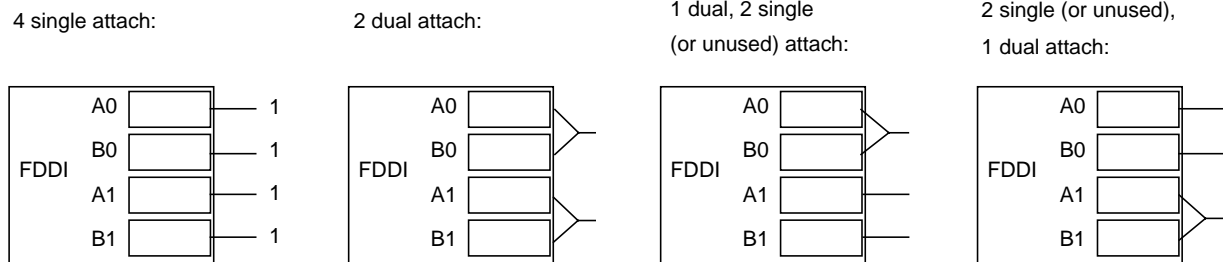 4 single attach:
2 dual attach:
1 dual, 2 single
(or unused) attach:
2 single (or unused),
1 dual attach:
FDDI
A0
1
B0
1
A1
1
B1
1
FDDI
A0
B0
A1
B1
FDDI
A0
B0
A1
B1
FDDI
A0
B0
A1
B1